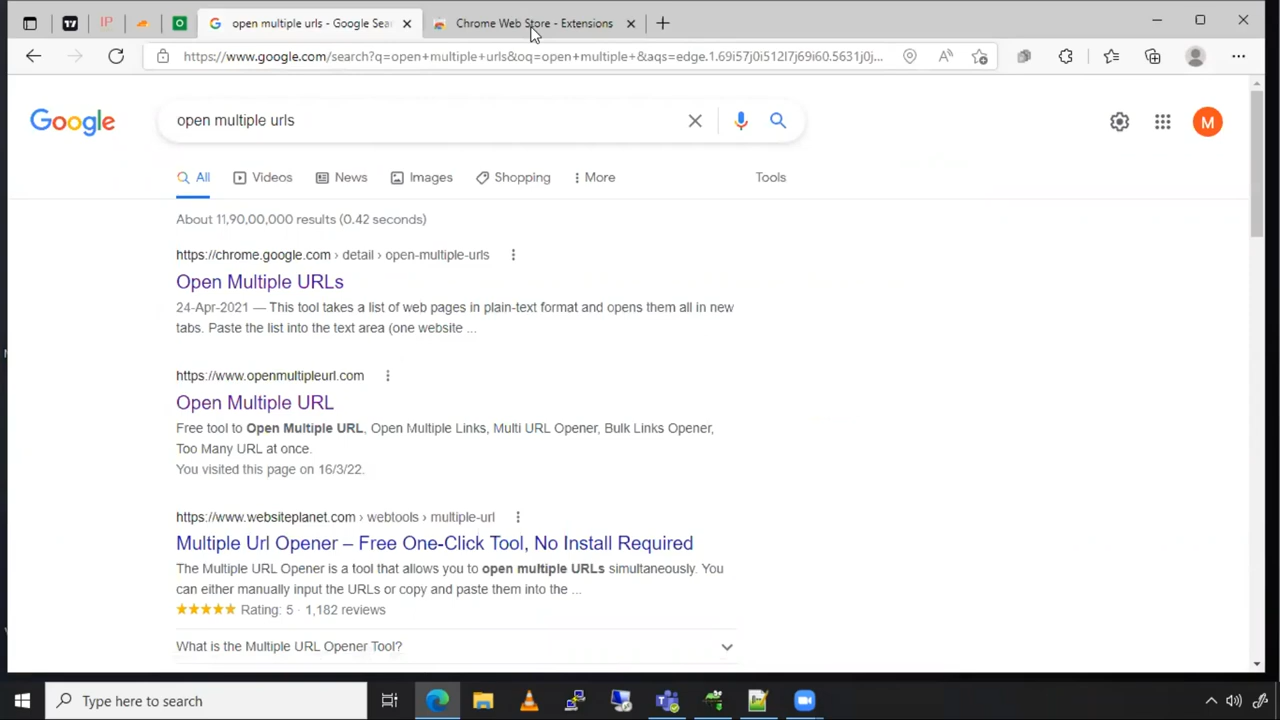 open multiple urls - Google Sea
Chrome Web Store - Extensions
https://www.google.com/search?q=open+multiple+urls&oq=open+multiple+&aqs=edge.1.69i57j0i512l7j69i60.5631j0j...
Google
open multiple urls
M
All
Videos
News
Images
Shopping
More
Tools
About 11,90,00,000 results (0.42 seconds)
https://chrome.google.com › detail › open-multiple-urls
Open Multiple URLs
24-Apr-2021 — This tool takes a list of web pages in plain-text format and opens them all in new
tabs. Paste the list into the text area (one website ...
https://www.openmultipleurl.com
Open Multiple URL
Free tool to Open Multiple URL, Open Multiple Links, Multi URL Opener, Bulk Links Opener,
Too Many URL at once.
You visited this page on 16/3/22.
https://www.websiteplanet.com › webtools › multiple-url
Multiple Url Opener – Free One-Click Tool, No Install Required
The Multiple URL Opener is a tool that allows you to open multiple URLs simultaneously. You
can either manually input the URLs or copy and paste them into the ...
Rating: 5 · 1,182 reviews
What is the Multiple URL Opener Tool?
Type here to search